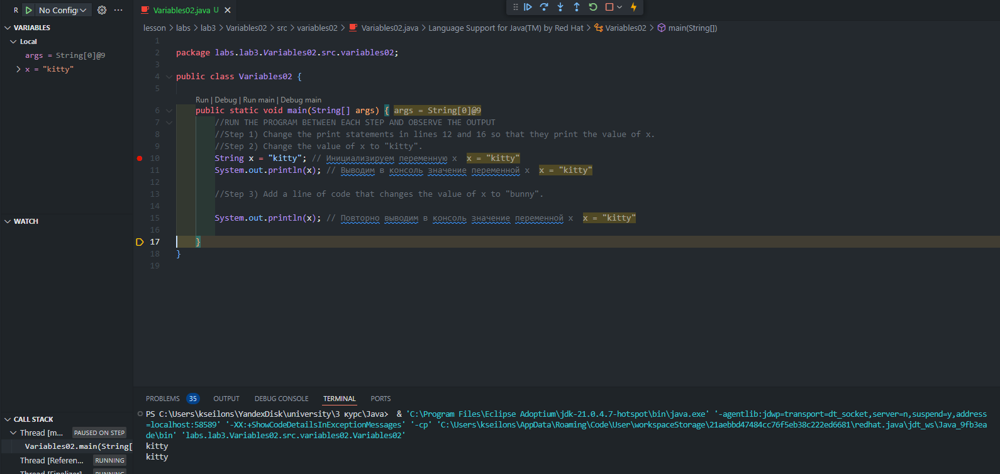 R No Config
VARIABLES
Local
args = String[0]@9
x = "kitty"
WATCH
CALL STACK
Thread [m... PAUSED ON STEP
Variables02.main(String[
Thread [Referen... RUNNING
Thread [Finalizer] RUNNING
Variables02.java U
lesson > labs > lab3 > Variables02 > src > variables02 > Variables02.java > Language Support for Java(TM) by Red Hat > Variables02 > main(String[])
1
2 package labs.lab3.Variables02.src.variables02;
3
4 public class Variables02 {
5
Run | Debug | Run main | Debug main
6 public static void main(String[] args) { args = String[0]@9
7 //RUN THE PROGRAM BETWEEN EACH STEP AND OBSERVE THE OUTPUT
8 //Step 1) Change the print statements in lines 12 and 16 so that they print the value of x.
9 //Step 2) Change the value of x to "kitty".
10 String x = "kitty"; // Инициализируем переменную x x = "kitty"
11 System.out.println(x); // Выводим в консоль значение переменной x x = "kitty"
12
13 //Step 3) Add a line of code that changes the value of x to "bunny".
14
15 System.out.println(x); // Повторно выводим в консоль значение переменной x x = "kitty"
16
17 }
18 }
19
PROBLEMS 35 OUTPUT DEBUG CONSOLE TERMINAL PORTS
PS C:\Users\kseilons\YandexDisk\university\3 курс\Java> & 'C:\Program Files\Eclipse Adoptium\jdk-21.0.4.7-hotspot\bin\java.exe' '-agentlib:jdwp=transport=dt_socket,server=n,suspend=y,address
=localhost:58589' '-XX:+ShowCodeDetailsInExceptionMessages' '-cp' 'C:\Users\kseilons\AppData\Roaming\Code\User\workspaceStorage\21aebbd47484cc76f5eb38c222ed6681\redhat.java\jdt_ws\Java_9fb3ea
de\bin' 'labs.lab3.Variables02.src.variables02.Variables02'
kitty
kitty